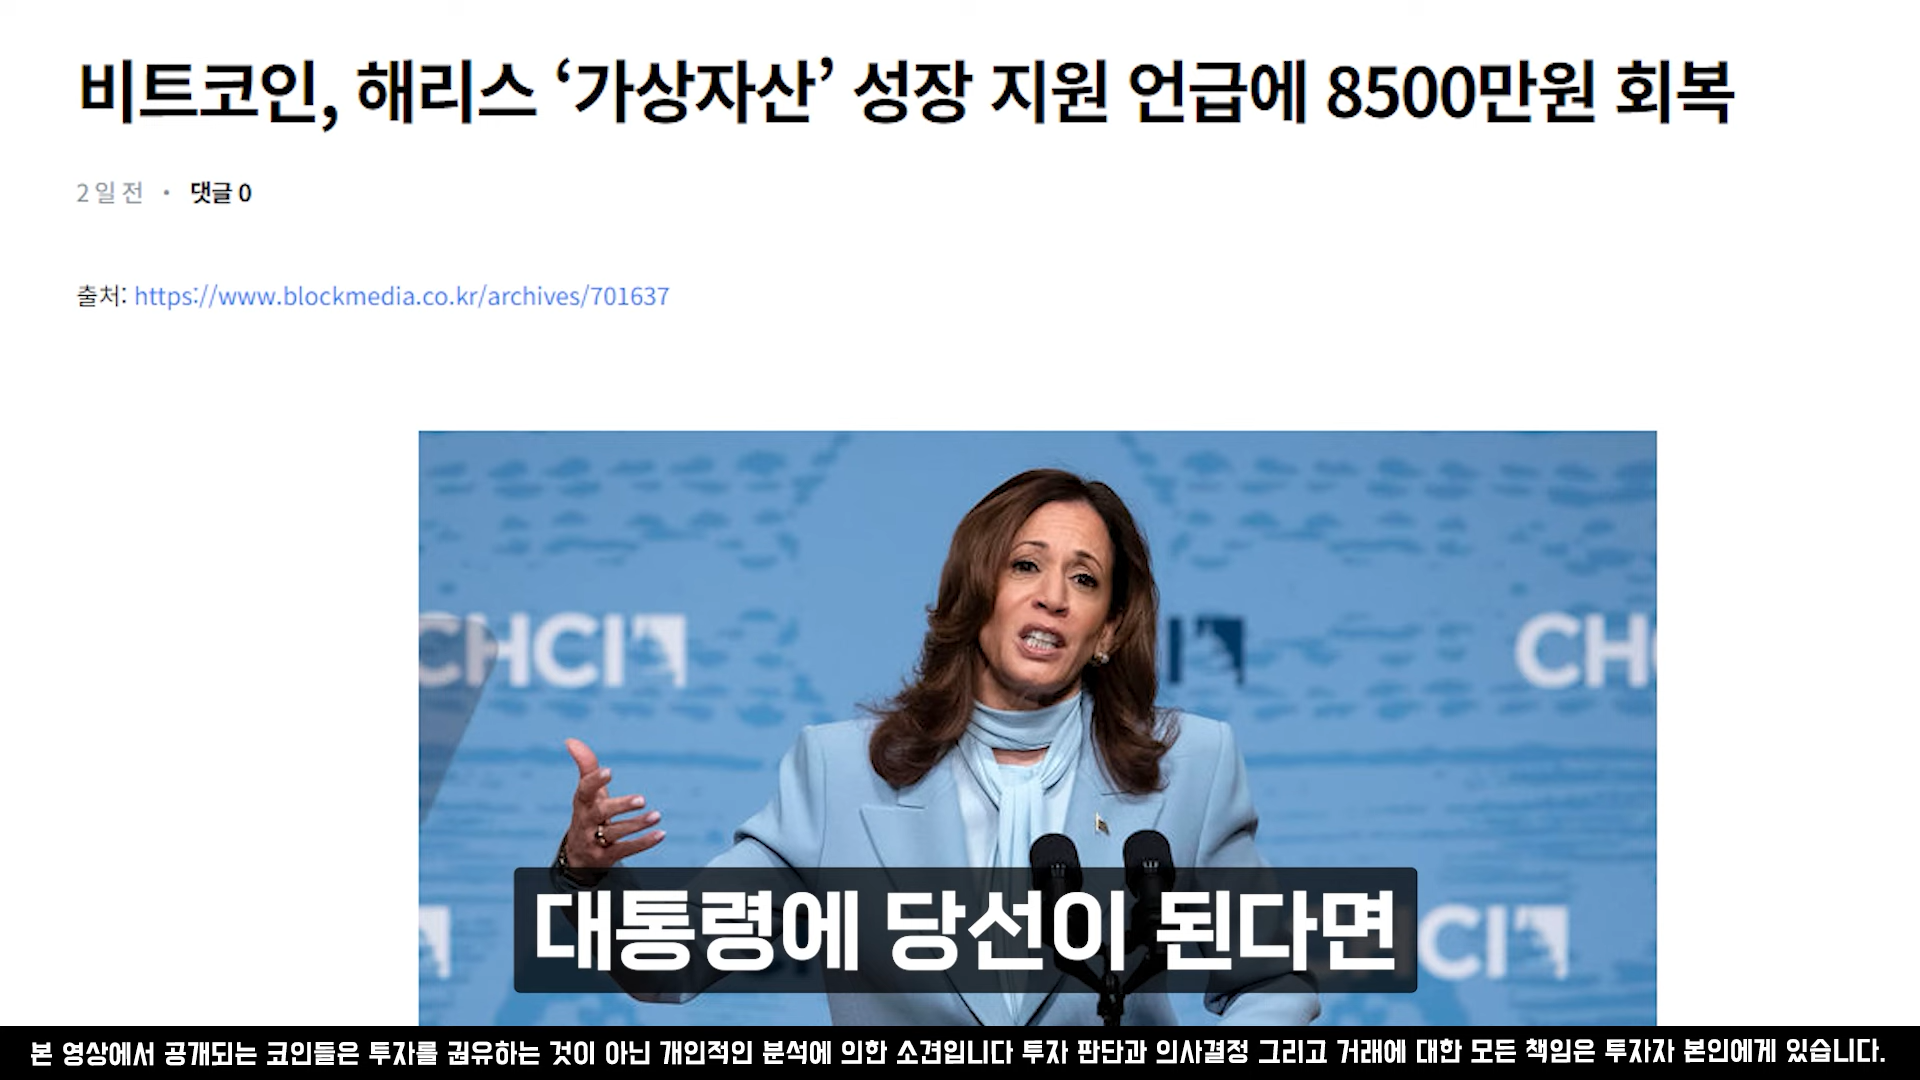 비트코인, 해리스 ‘가상자산’ 성장 지원 언급에 8500만원 회복
2일 전 · 댓글 0
출처: https://www.blockmedia.co.kr/archives/701637
CHCI
CH
대통령에 당선이 된다면
CI
본 영상에서 공개되는 코인들은 투자를 권유하는 것이 아닌 개인적인 분석에 의한 소견입니다 투자 판단과 의사결정 그리고 거래에 대한 모든 책임은 투자자 본인에게 있습니다.